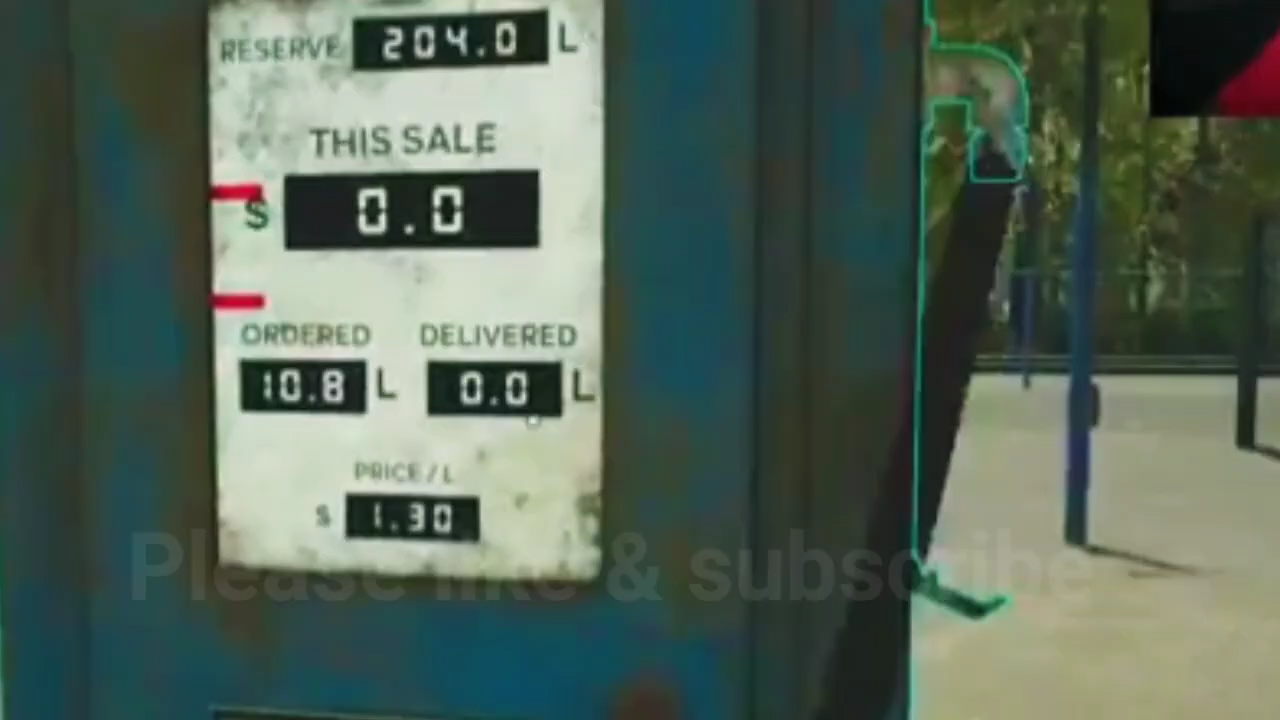 RESERVE 204.0 L
THIS SALE
$ 0.0
ORDERED DELIVERED
10.8 L 0.0 L
PRICE / L
$ 1.30
Please like & subscribe